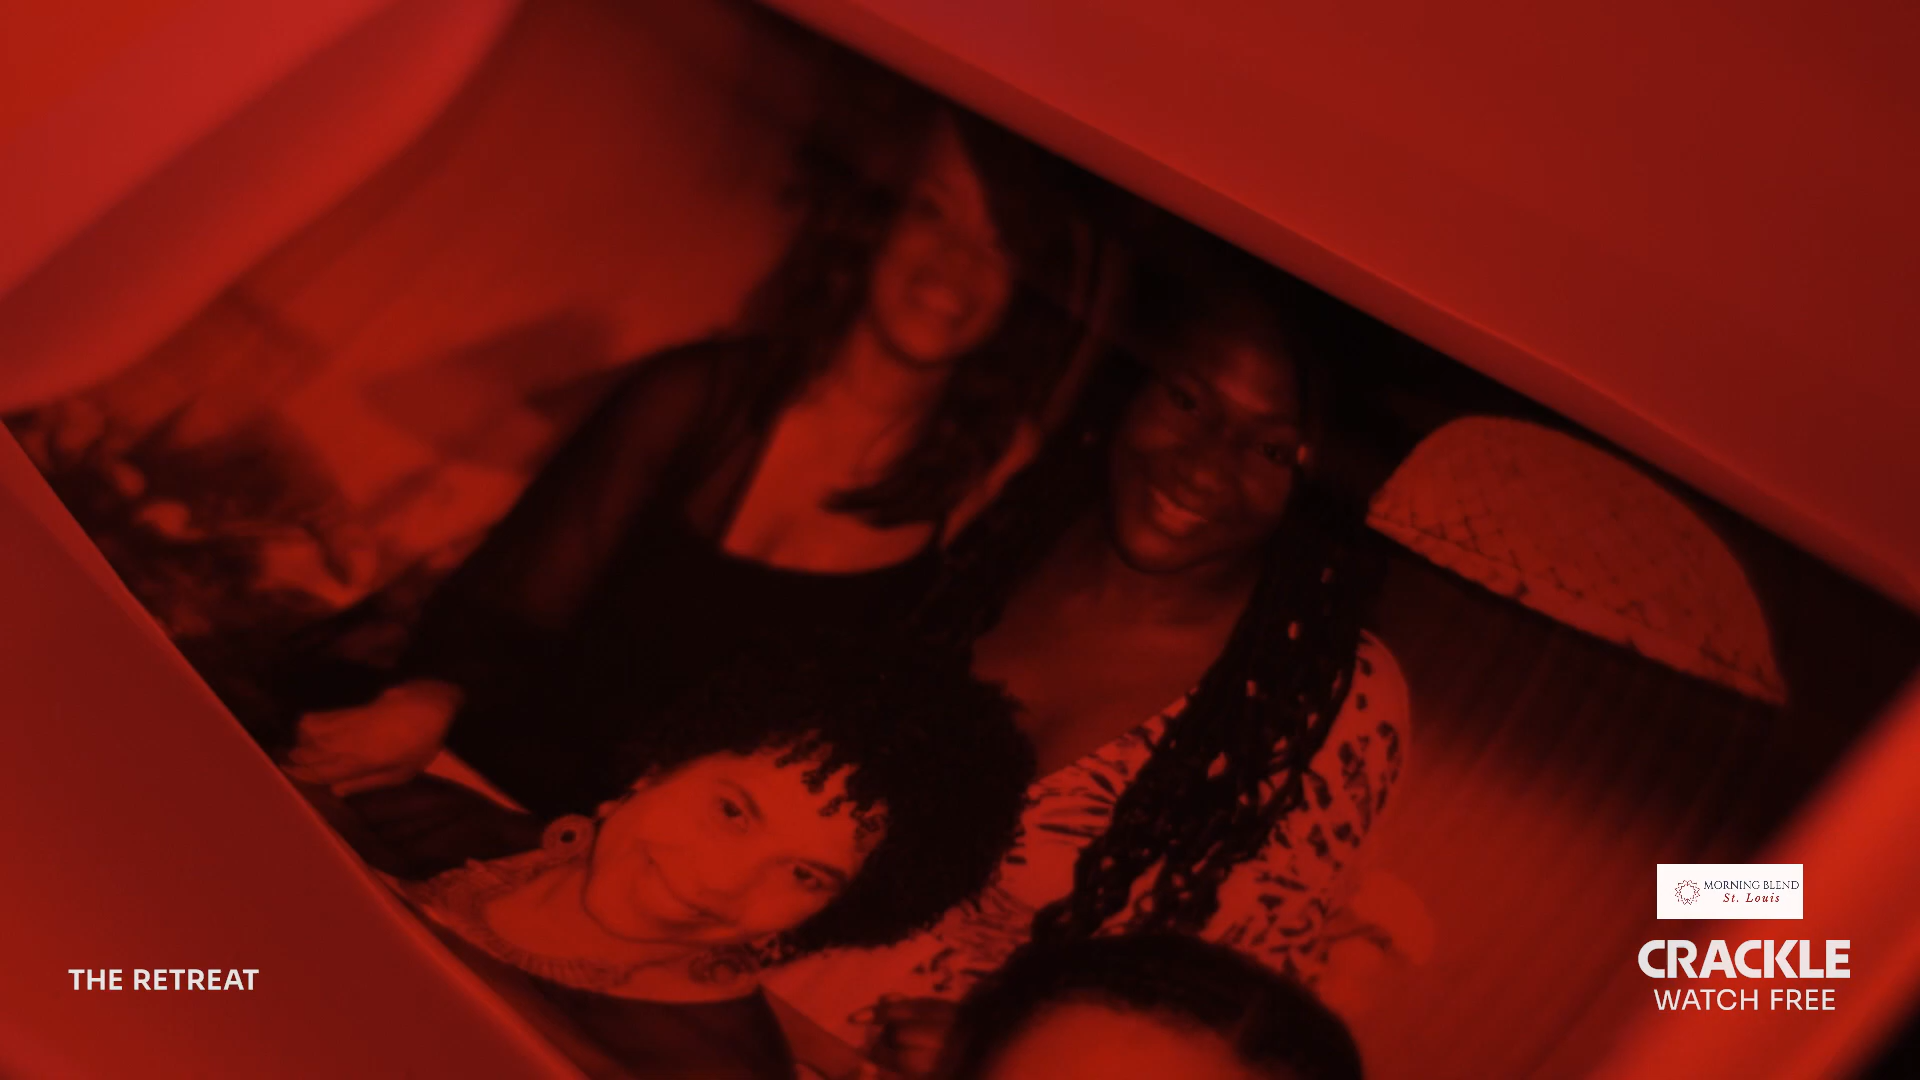 MORNING BLEND
St. Louis
CRACKLE
WATCH FREE
THE RETREAT